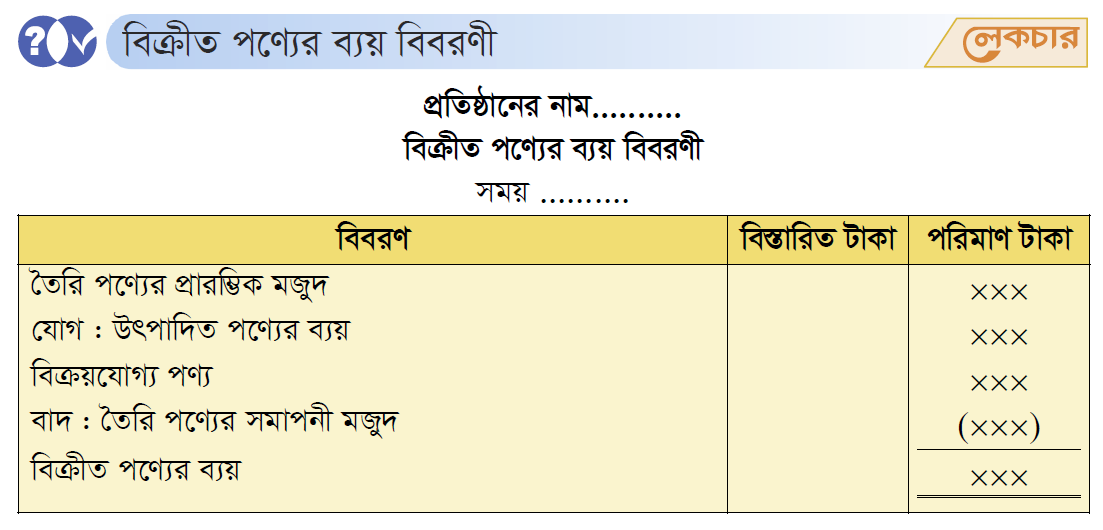 ? বিক্রীত পণ্যের ব্যয় বিবরণী লেকচার
প্রতিষ্ঠানের নাম..........
বিক্রীত পণ্যের ব্যয় বিবরণী
সময় ..........
বিবরণ বিস্তারিত টাকা পরিমাণ টাকা
তৈরি পণ্যের প্রারম্ভিক মজুদ ×××
যোগ : উৎপাদিত পণ্যের ব্যয় ×××
বিক্রয়যোগ্য পণ্য ×××
বাদ : তৈরি পণ্যের সমাপনী মজুদ (×××)
বিক্রীত পণ্যের ব্যয় ×××